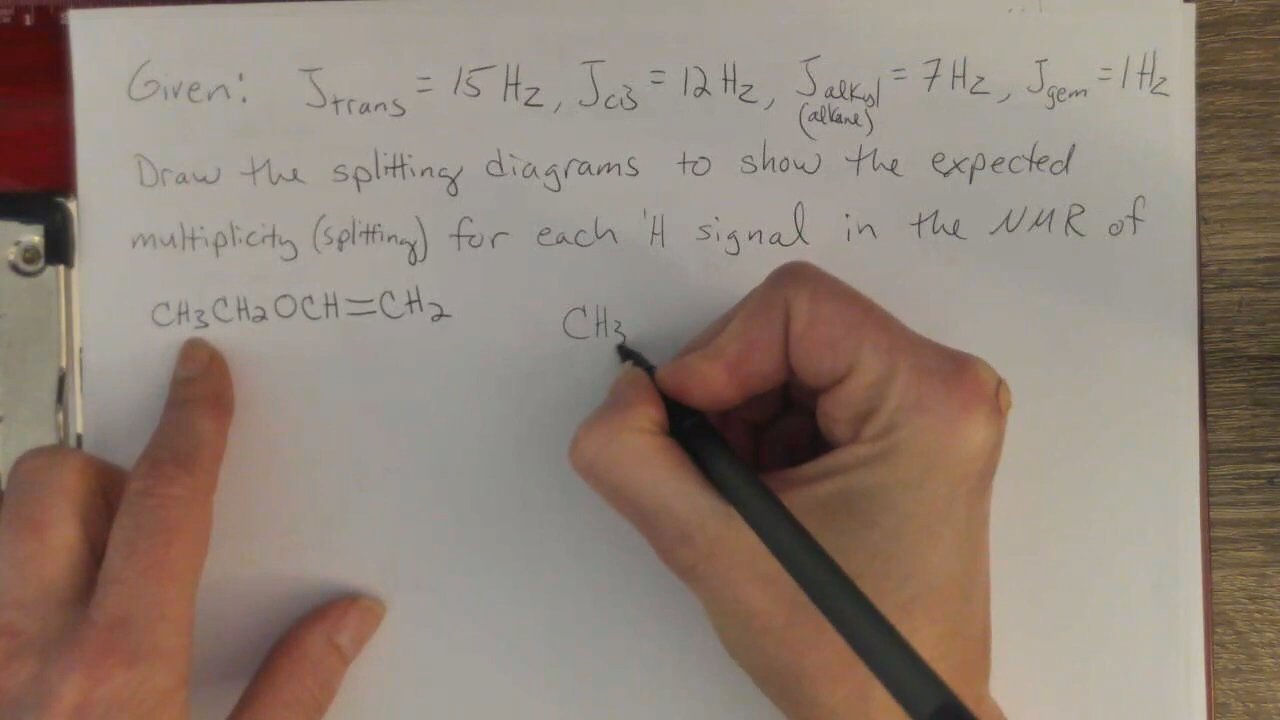 Given: Jtrans = 15 Hz, Jcis = 12 Hz, Jalkyl = 7 Hz, Jgem = 1 Hz
(alkane)
Draw the splitting diagrams to show the expected
multiplicity (splitting) for each ¹H signal in the NMR of
CH3CH2OCH=CH2 CH3